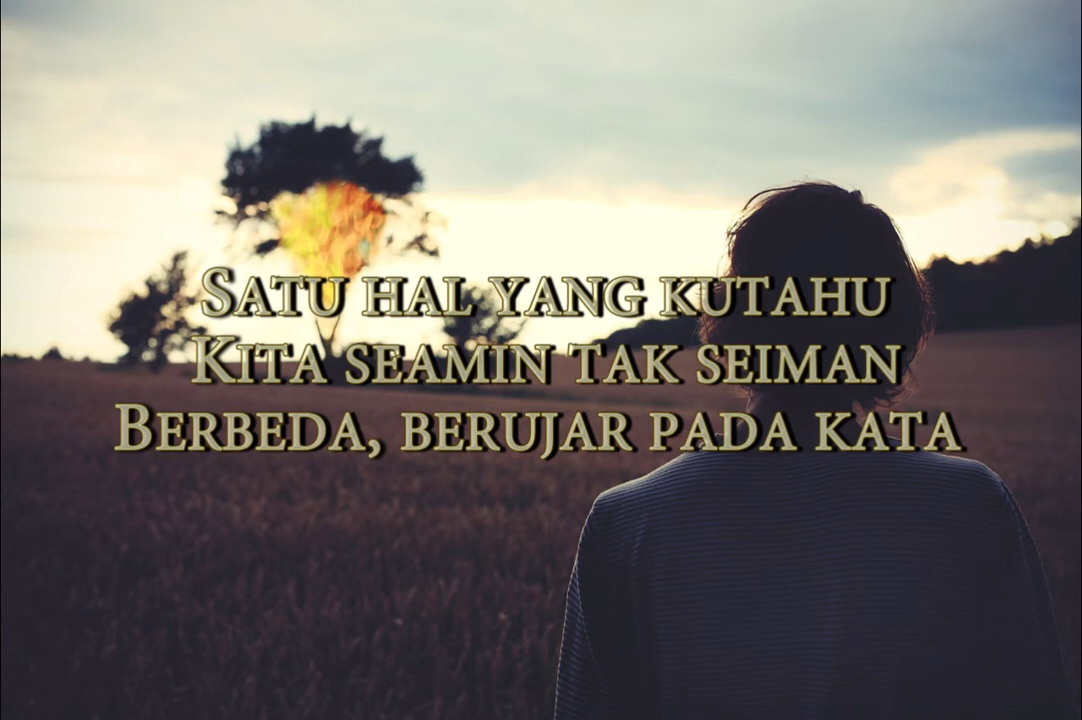 Satu hal yang kutahu
Kita seamin tak seiman
Berbeda, berujar pada kata